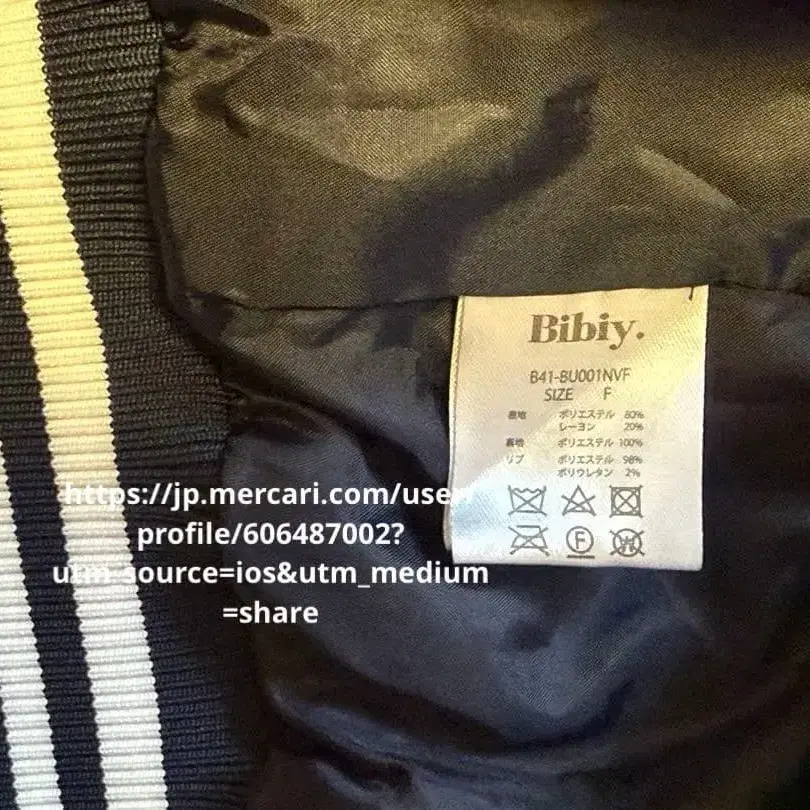 Bibiy.
B41-BU001NVF
SIZE F
表地 ポリエステル 80%
レーヨン 20%
裏地 ポリエステル 100%
リブ ポリエステル 98%
ポリウレタン 2%
F
W
https://jp.mercari.com/user/
profile/606487002?
utm_source=ios&utm_medium
=share